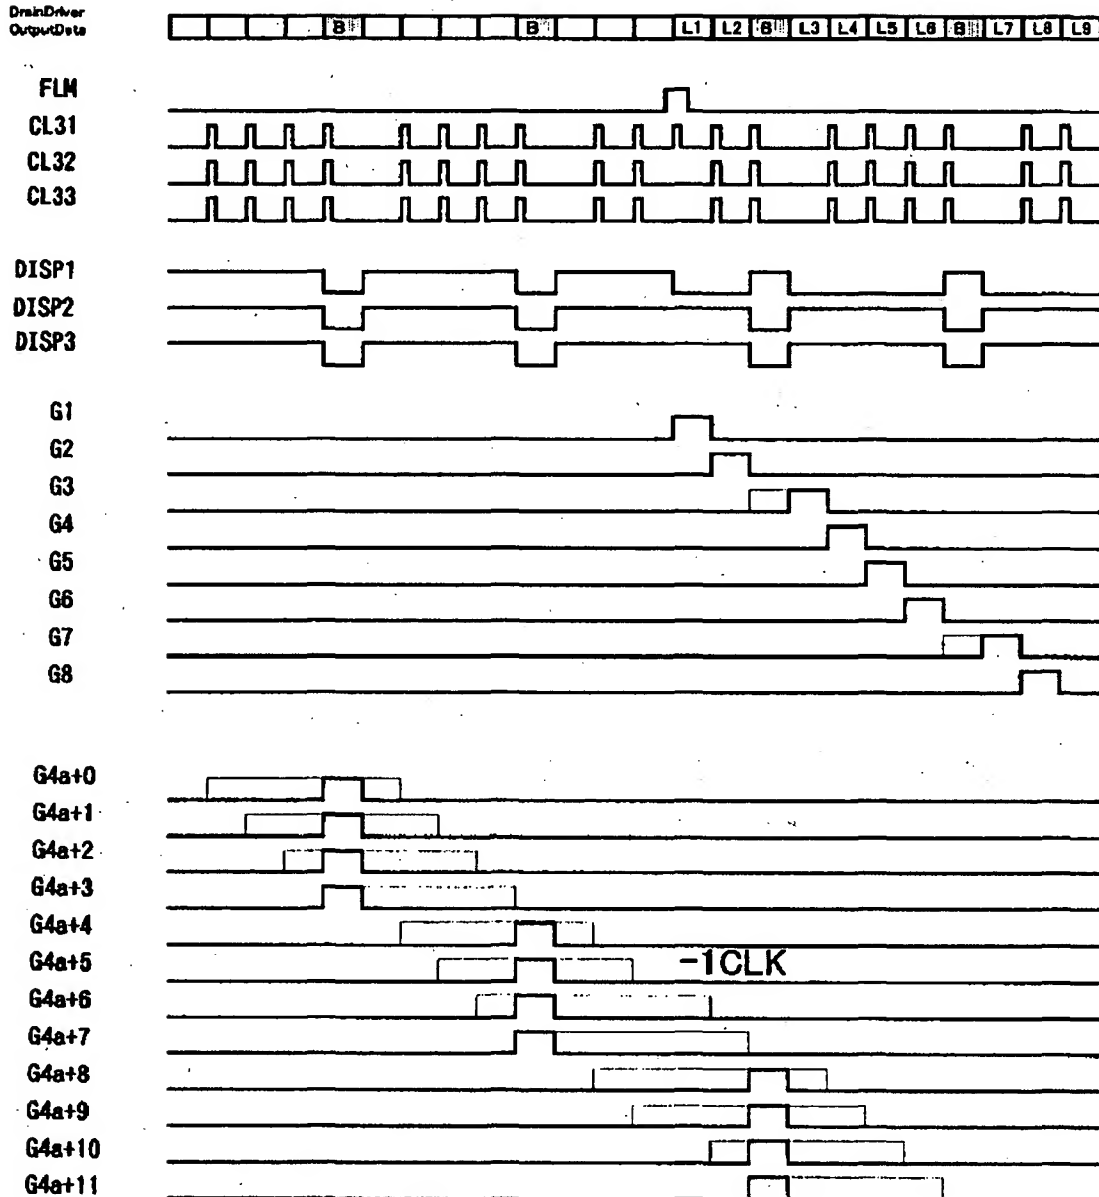 DrainDriver
OutputData
B B L1 L2 B L3 L4 L5 L6 B L7 L8 L9
FLM
CL31
CL32
CL33
DISP1
DISP2
DISP3
G1
G2
G3
G4
G5
G6
G7
G8
G4a+0
G4a+1
G4a+2
G4a+3
G4a+4
G4a+5 -1CLK
G4a+6
G4a+7
G4a+8
G4a+9
G4a+10
G4a+11